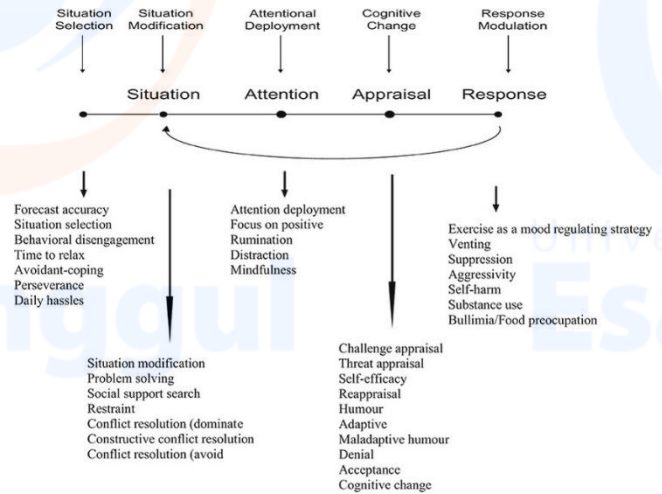 Situation Selection
Situation Modification
Attentional Deployment
Cognitive Change
Response Modulation
Situation
Attention
Appraisal
Response
Forecast accuracy
Situation selection
Behavioral disengagement
Time to relax
Avoidant-coping
Perseverance
Daily hassles
Situation modification
Problem solving
Social support search
Restraint
Conflict resolution (dominate
Constructive conflict resolution
Conflict resolution (avoid
Attention deployment
Focus on positive
Rumination
Distraction
Mindfulness
Challenge appraisal
Threat appraisal
Self-efficacy
Reappraisal
Humour
Adaptive
Maladaptive humour
Denial
Acceptance
Cognitive change
Exercise as a mood regulating strategy
Venting
Suppression
Aggressivity
Self-harm
Substance use
Bullimia/Food preocupation